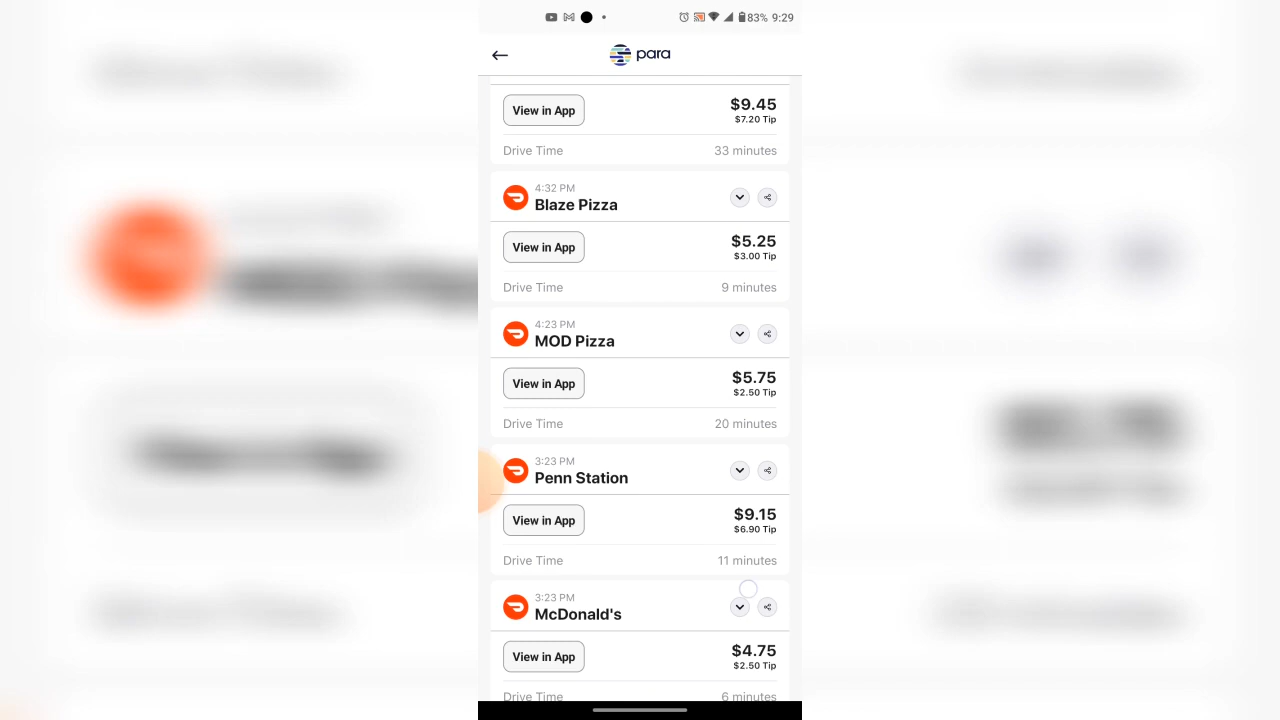 83% 9:29
para
View in App $9.45
$7.20 Tip
Drive Time 33 minutes
4:32 PM
Blaze Pizza
View in App $5.25
$3.00 Tip
Drive Time 9 minutes
4:23 PM
MOD Pizza
View in App $5.75
$2.50 Tip
Drive Time 20 minutes
3:23 PM
Penn Station
View in App $9.15
$6.90 Tip
Drive Time 11 minutes
3:23 PM
McDonald's
View in App $4.75
$2.50 Tip
Drive Time 6 minutes